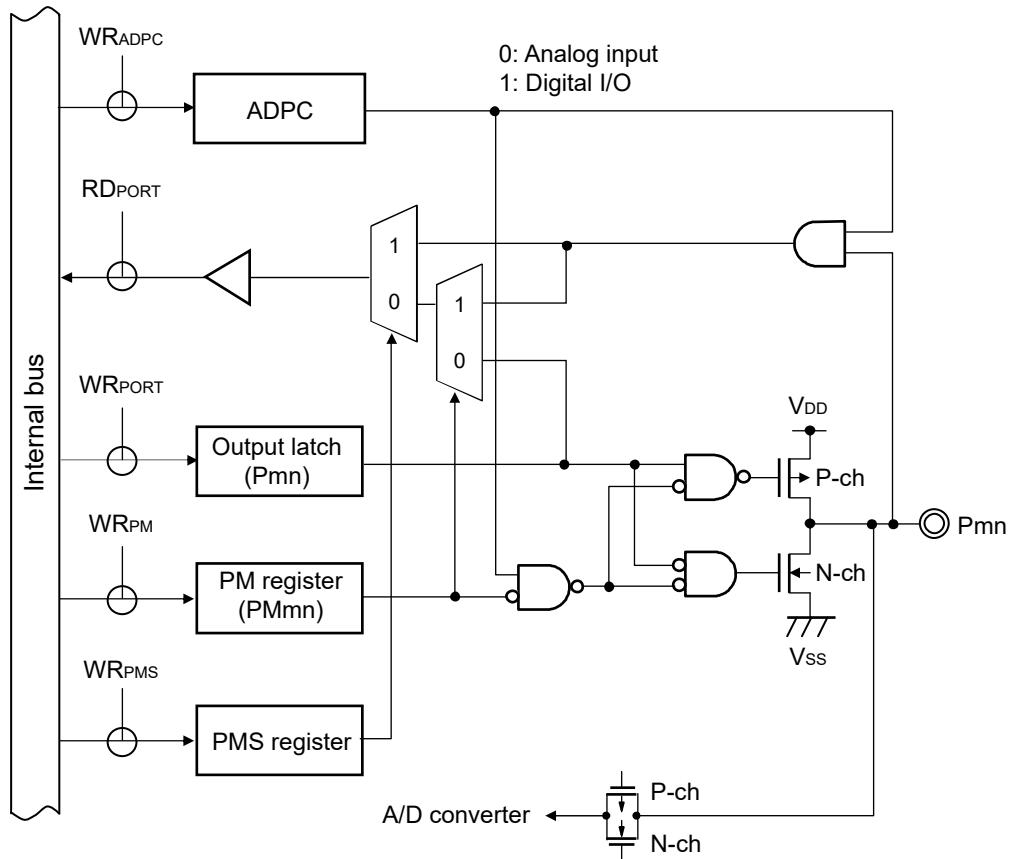 WRADPC
0: Analog input
1: Digital I/O
ADPC
RDPORT
1
0
1
0
Internal bus
WRPORT
Output latch
(Pmn)
VDD
P-ch
Pmn
WRPM
PM register
(PMmn)
N-ch
VSS
WRPMS
PMS register
P-ch
A/D converter
N-ch